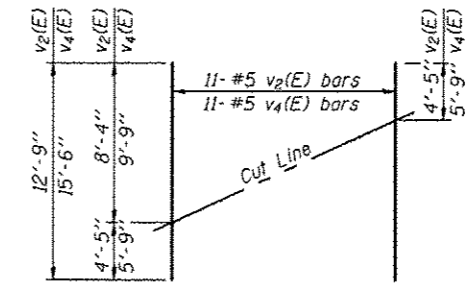 v₂(E)
v₄(E)
v₂(E)
v₄(E)
12'-9"
15'-6"
8'-4"
9'-9"
4'-5"
5'-9"
11- #5 v₂(E) bars
11- #5 v₄(E) bars
Cut Line
4'-5" v₂(E)
5'-9" v₄(E)